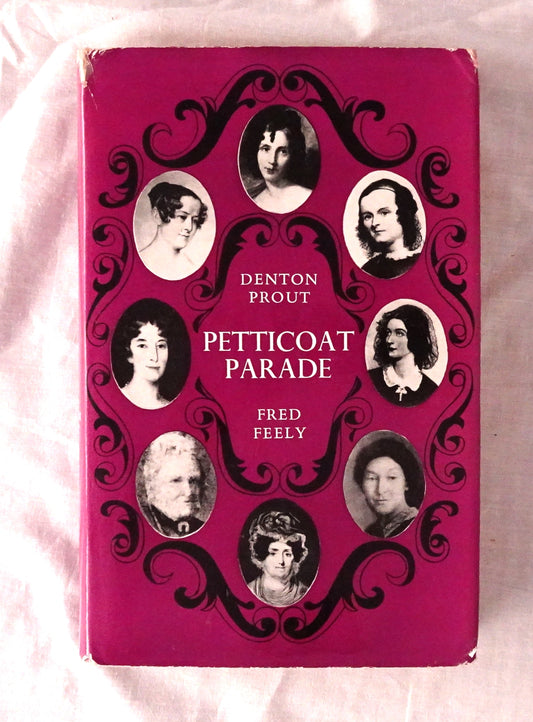 DENTON
PROUT
PETTICOAT
PARADE
FRED
FEELY